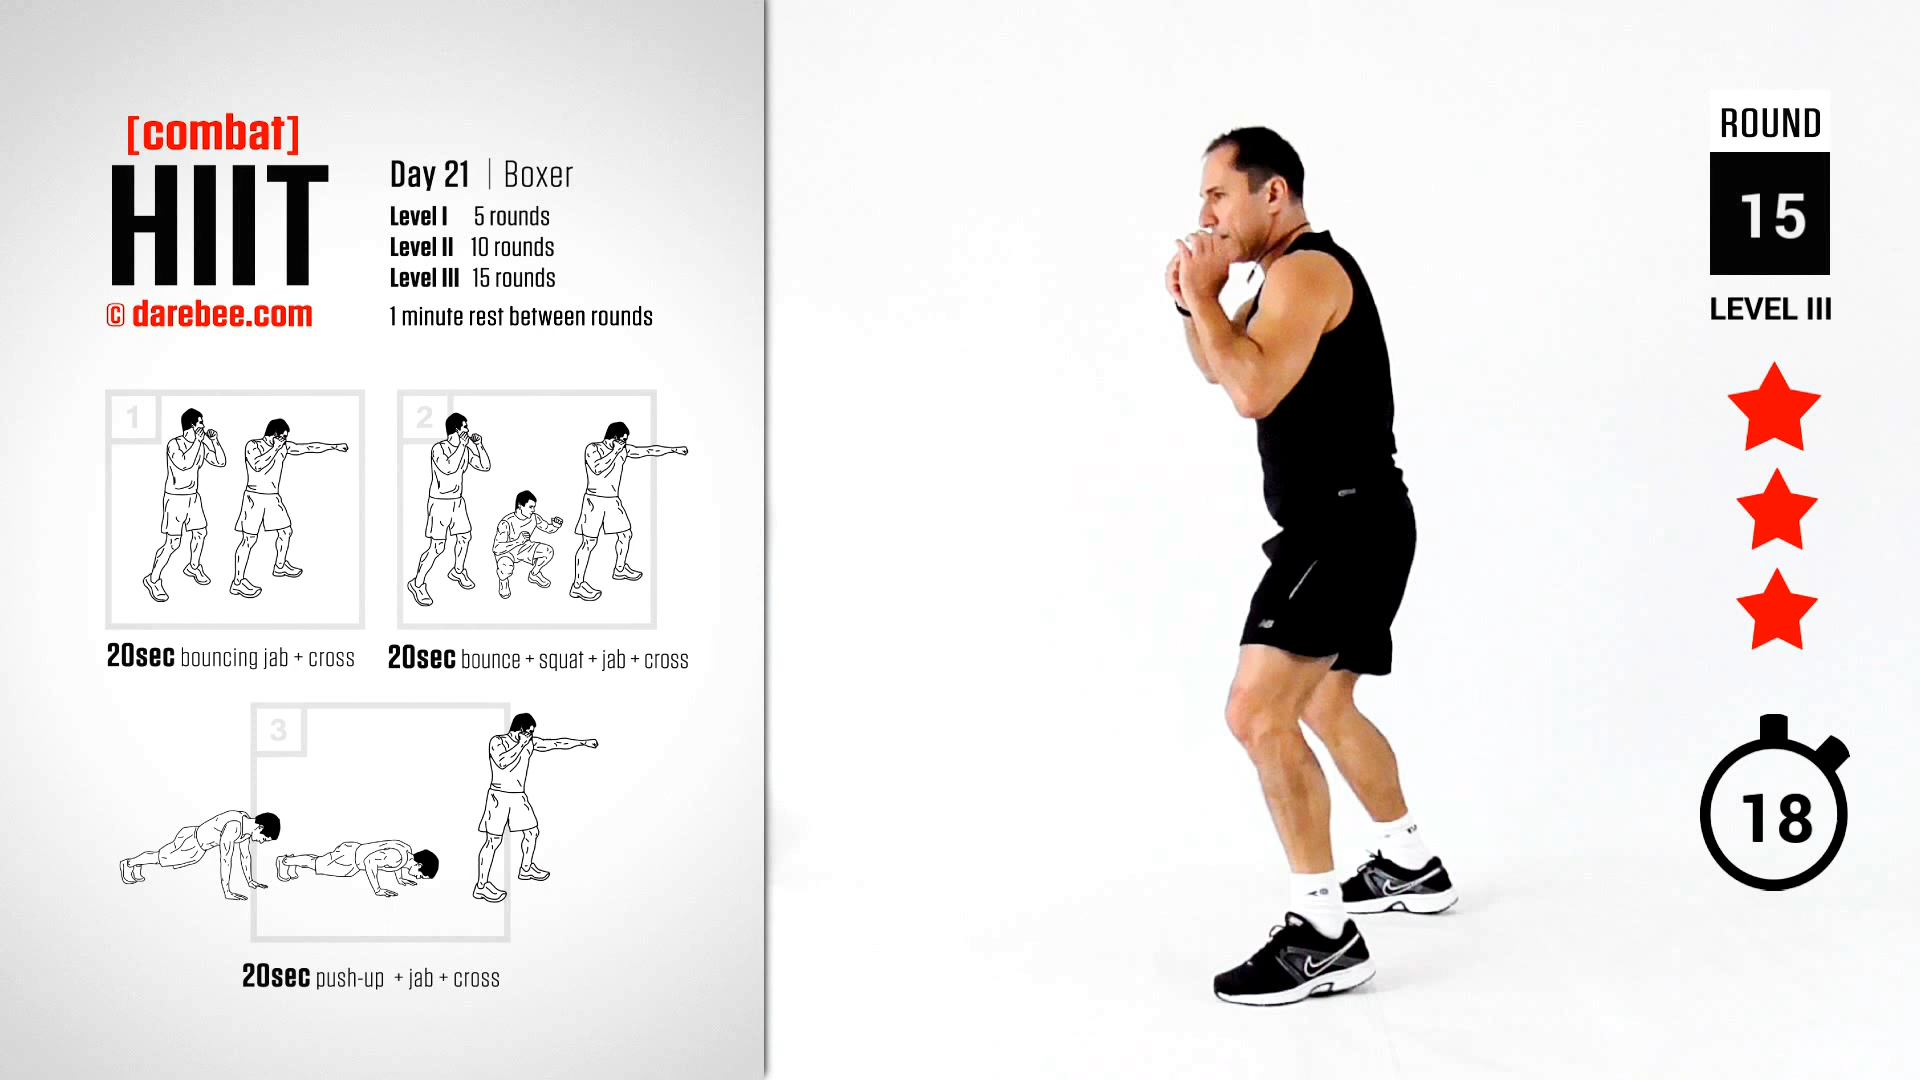 [combat]
HIIT
© darebee.com
Day 21 | Boxer
Level I 5 rounds
Level II 10 rounds
Level III 15 rounds
1 minute rest between rounds
1
2
20sec bouncing jab + cross
20sec bounce + squat + jab + cross
3
20sec push-up + jab + cross
ROUND
15
LEVEL III
18